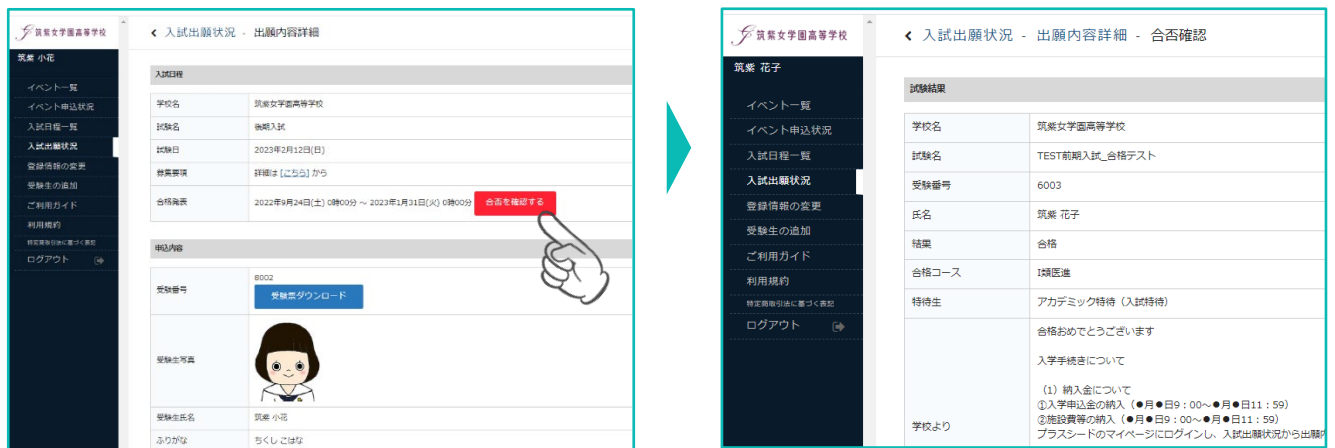 筑紫女学園高等学校
筑紫 小花
イベント一覧
イベント申込状況
入試日程一覧
入試出願状況
登録情報の変更
受験生の追加
ご利用ガイド
利用規約
特定商取引法に基づく表記
ログアウト
入試出願状況 - 出願内容詳細
入試日程
学校名 筑紫女学園高等学校
試験名 後期入試
試験日 2023年2月12日(日)
募集要項 詳細は [こちら] から
合格発表 2022年9月24日(土) 0時00分 ～ 2023年1月31日(火) 0時00分 合否を確認する
申込内容
受験番号 8002
受験票ダウンロード
受験生写真
受験生氏名 筑紫 小花
ふりがな ちくし こはな
筑紫女学園高等学校
筑紫 花子
イベント一覧
イベント申込状況
入試日程一覧
入試出願状況
登録情報の変更
受験生の追加
ご利用ガイド
利用規約
特定商取引法に基づく表記
ログアウト
入試出願状況 - 出願内容詳細 - 合否確認
試験結果
学校名 筑紫女学園高等学校
試験名 TEST前期入試_合格テスト
受験番号 6003
氏名 筑紫 花子
結果 合格
合格コース I類医進
特待生 アカデミック特待（入試特待）
学校より
合格おめでとうございます
入学手続きについて
（1）納入金について
①入学申込金の納入（●月●日9：00～●月●日11：59）
②施設費等の納入（●月●日9：00～●月●日11：59）
プラスシードのマイページにログインし、入試出願状況から出願